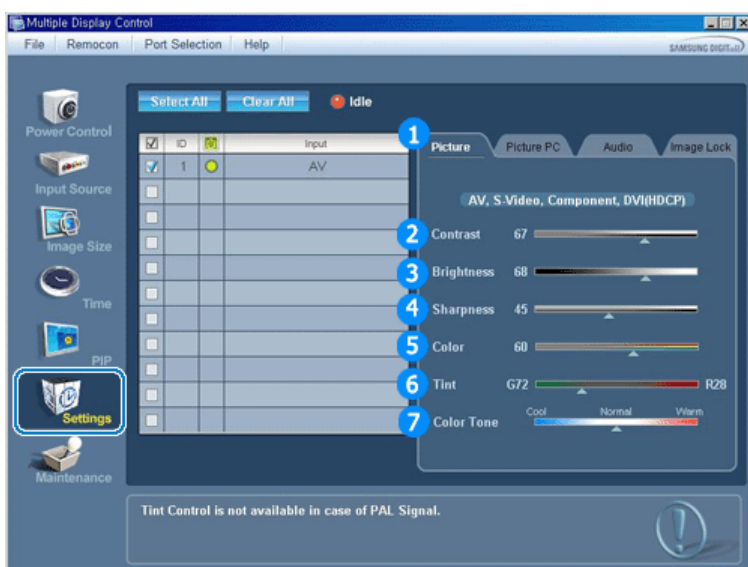 Multiple Display Control
File Remocon Port Selection Help
SAMSUNG DIGITall
Select All Clear All Idle
Power Control
Input Source
Image Size
Time
PIP
Settings
Maintenance
ID Input
1 AV
1 Picture Picture PC Audio Image Lock
AV, S-Video, Component, DVI(HDCP)
2 Contrast 67
3 Brightness 68
4 Sharpness 45
5 Color 60
6 Tint G72 R28
Cool Normal Warm
7 Color Tone
Tint Control is not available in case of PAL Signal.